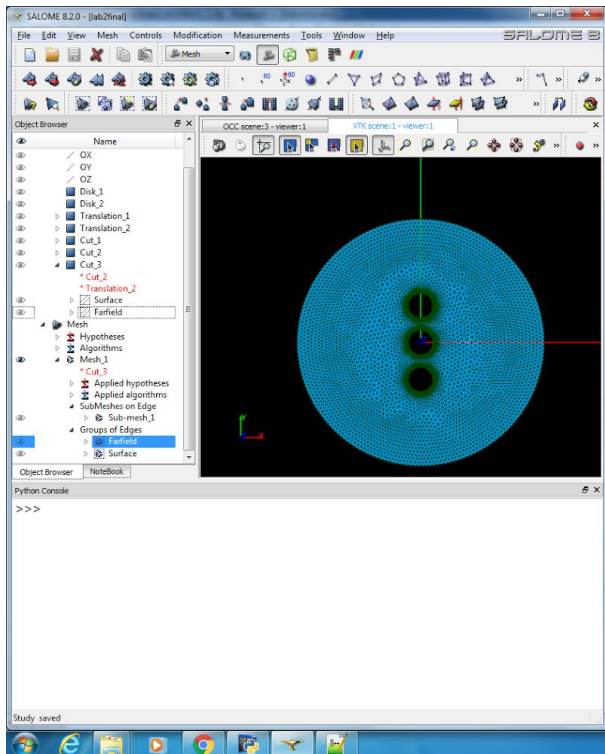 SALOME 8.2.0 - [lab2final]
File Edit View Mesh Controls Modification Measurements Tools Window Help
SALOME 8
Mesh
Object Browser
OCC scene:3 - viewer:1 VTK scene:1 - viewer:1
Name
OX
OY
OZ
Disk_1
Disk_2
Translation_1
Translation_2
Cut_1
Cut_2
Cut_3
* Cut_2
* Translation_2
Surface
Farfield
Mesh
Hypotheses
Algorithms
Mesh_1
* Cut_3
Applied hypotheses
Applied algorithms
SubMeshes on Edge
Sub-mesh_1
Groups of Edges
Farfield
Surface
Object Browser NoteBook
Python Console
>>>
Study saved